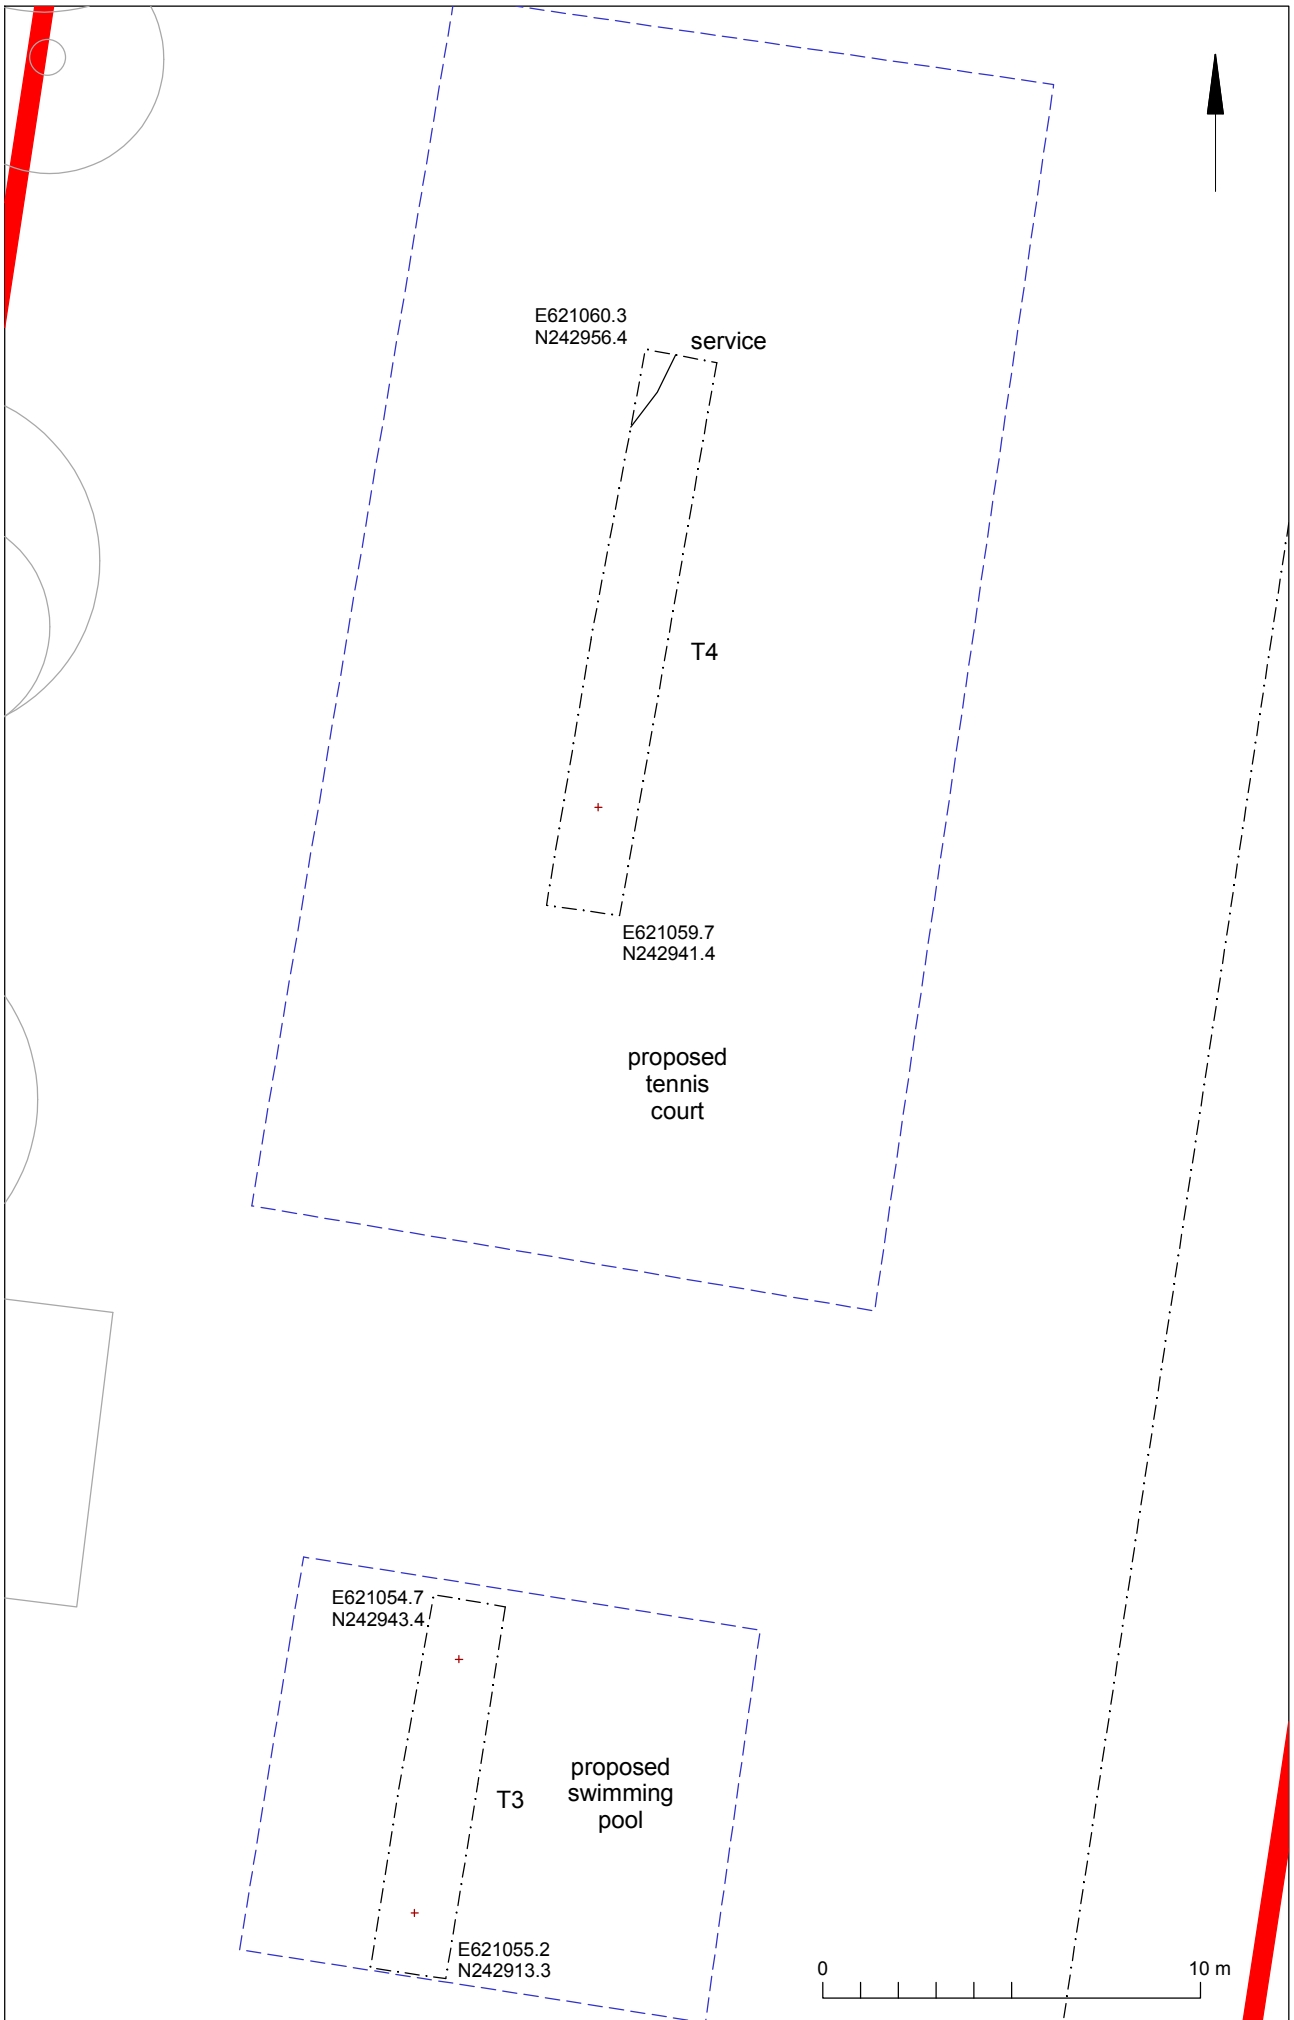 E621060.3
N242956.4
service
T4
E621059.7
N242941.4
proposed
tennis
court
E621054.7
N242943.4
proposed
swimming
pool
T3
E621055.2
N242913.3
0
10 m